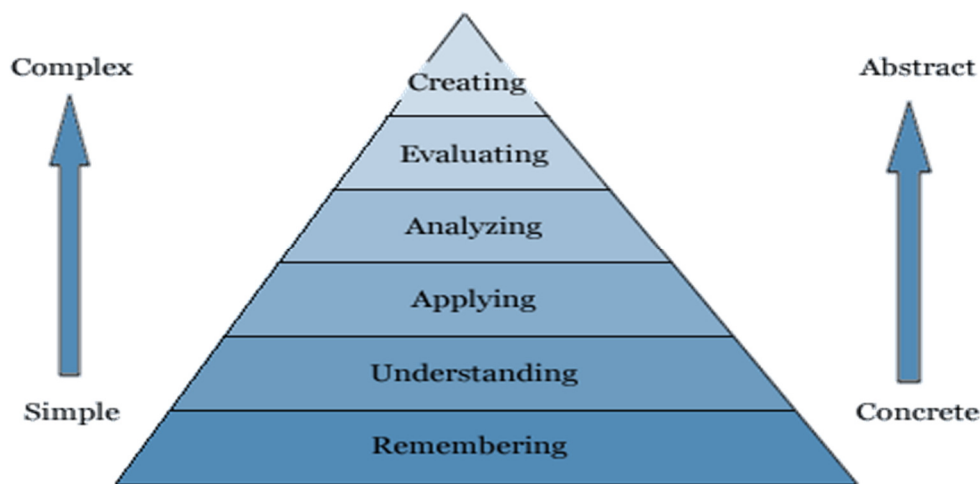 Complex
Abstract
Creating
Evaluating
Analyzing
Applying
Understanding
Simple
Concrete
Remembering